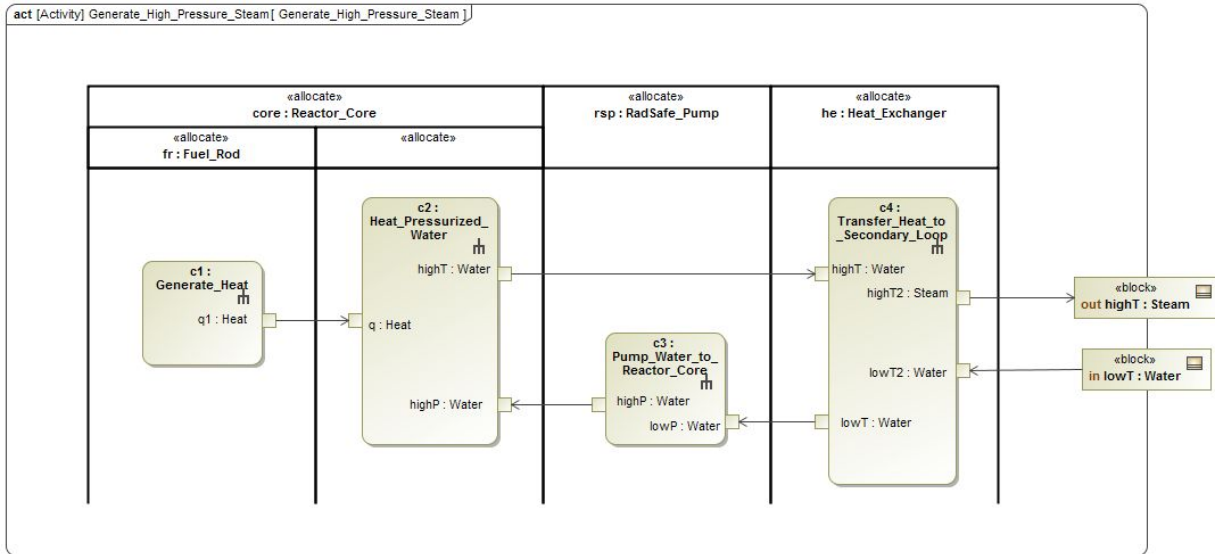 act [Activity] Generate_High_Pressure_Steam[ Generate_High_Pressure_Steam ]
«allocate»
core : Reactor_Core
«allocate»
rsp : RadSafe_Pump
«allocate»
he : Heat_Exchanger
«allocate»
fr : Fuel_Rod
«allocate»
c1 :
Generate_Heat
q1 : Heat
c2 :
Heat_Pressurized_
Water
highT : Water
q : Heat
highP : Water
c3 :
Pump_Water_to_
Reactor_Core
highP : Water
lowP : Water
c4 :
Transfer_Heat_to
_Secondary_Loop
highT : Water
highT2 : Steam
lowT2 : Water
lowT : Water
«block»
out highT : Steam
«block»
in lowT : Water